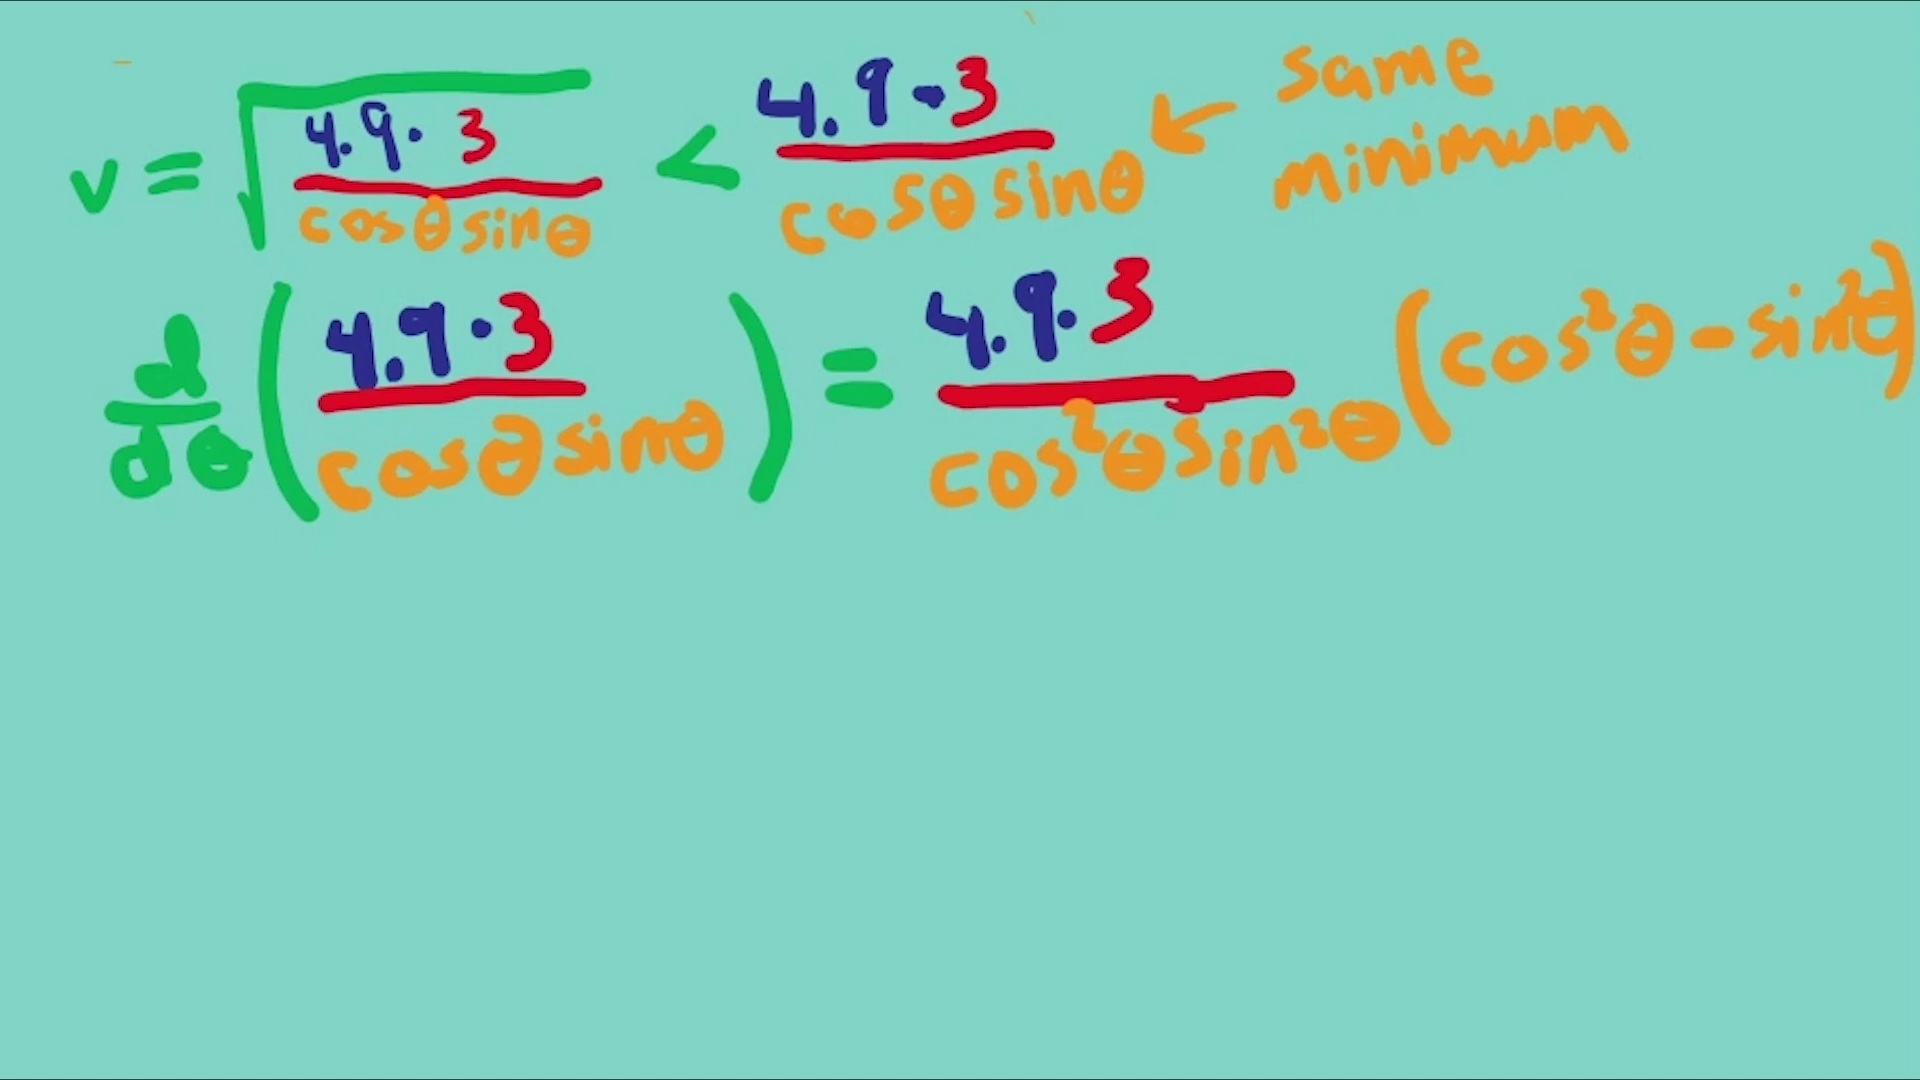 v = √(4.9·3 / cosθ sinθ) < 4.9·3 / cosθ sinθ ← same minimum
d/dθ (4.9·3 / cosθ sinθ) = 4.9·3 / cos²θ sin²θ (cos²θ - sin²θ)